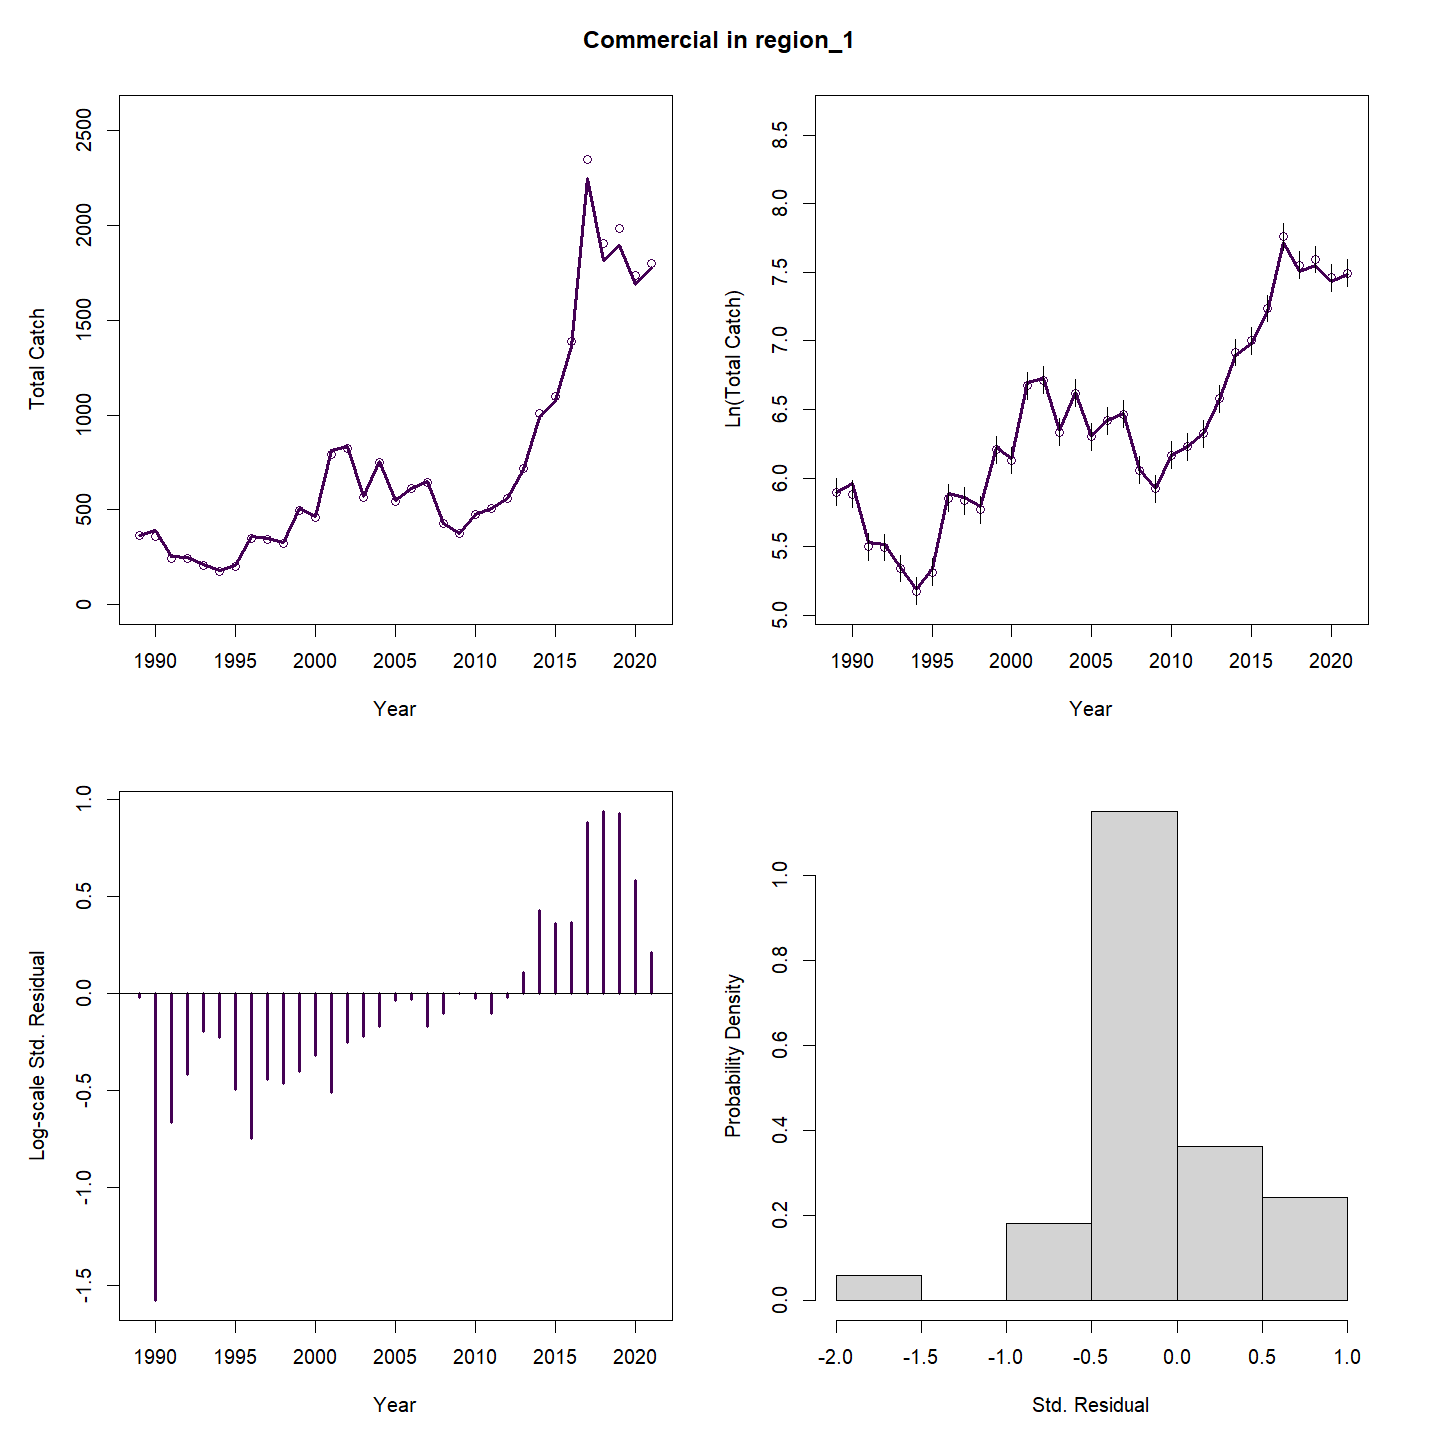 Commercial in region_1
Total Catch
2500
2000
1500
1000
500
0
1990 1995 2000 2005 2010 2015 2020
Year
Ln(Total Catch)
8.5
8.0
7.5
7.0
6.5
6.0
5.5
5.0
1990 1995 2000 2005 2010 2015 2020
Year
Log-scale Std. Residual
1.0
0.5
0.0
-0.5
-1.0
-1.5
1990 1995 2000 2005 2010 2015 2020
Year
Probability Density
1.0
0.8
0.6
0.4
0.2
0.0
-2.0 -1.5 -1.0 -0.5 0.0 0.5 1.0
Std. Residual